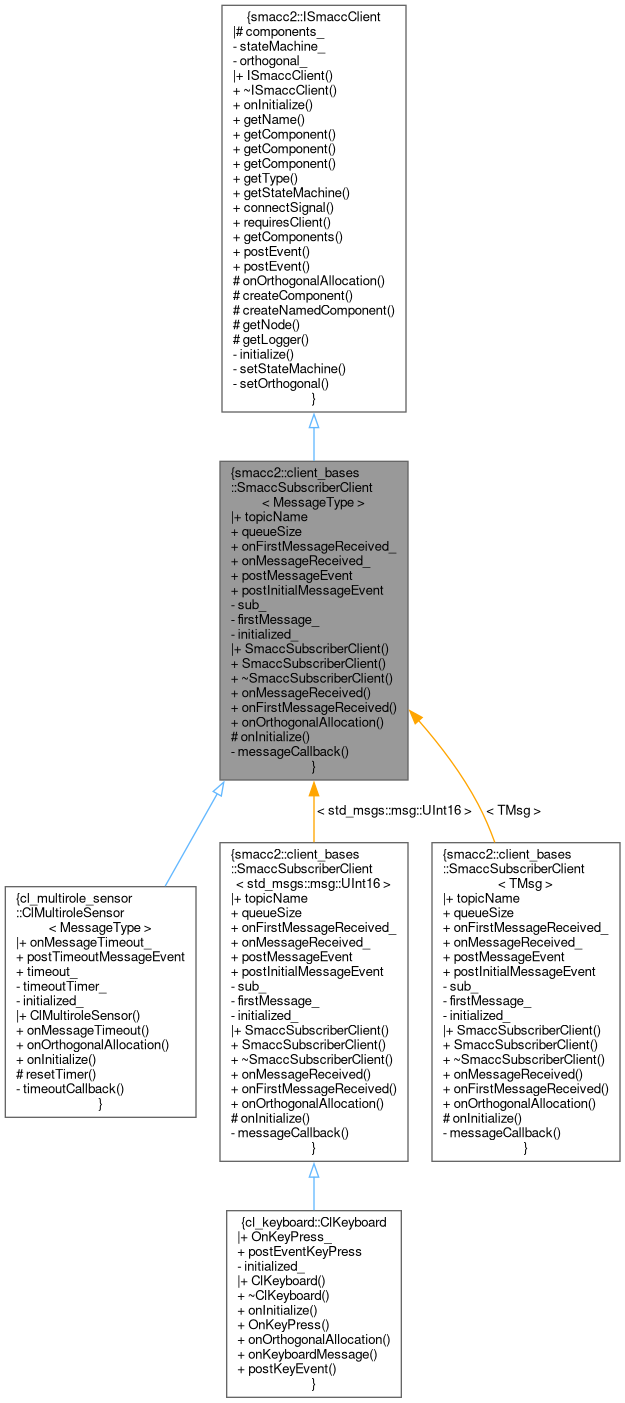 {smacc2::ISmaccClient
|# components_
- stateMachine_
- orthogonal_
|+ ISmaccClient()
+ ~ISmaccClient()
+ onInitialize()
+ getName()
+ getComponent()
+ getComponent()
+ getComponent()
+ getType()
+ getStateMachine()
+ connectSignal()
+ requiresClient()
+ getComponents()
+ postEvent()
+ postEvent()
# onOrthogonalAllocation()
# createComponent()
# createNamedComponent()
# getNode()
# getLogger()
- initialize()
- setStateMachine()
- setOrthogonal()
}
{smacc2::client_bases
::SmaccSubscriberClient
< MessageType >
|+ topicName
+ queueSize
+ onFirstMessageReceived_
+ onMessageReceived_
+ postMessageEvent
+ postInitialMessageEvent
- sub_
- firstMessage_
- initialized_
|+ SmaccSubscriberClient()
+ SmaccSubscriberClient()
+ ~SmaccSubscriberClient()
+ onMessageReceived()
+ onFirstMessageReceived()
+ onOrthogonalAllocation()
# onInitialize()
- messageCallback()
}
< std_msgs::msg::UInt16 >
< TMsg >
{cl_multirole_sensor
::ClMultiroleSensor
< MessageType >
|+ onMessageTimeout_
+ postTimeoutMessageEvent
+ timeout_
- timeoutTimer_
- initialized_
|+ ClMultiroleSensor()
+ onMessageTimeout()
+ onOrthogonalAllocation()
+ onInitialize()
# resetTimer()
- timeoutCallback()
}
{smacc2::client_bases
::SmaccSubscriberClient
< std_msgs::msg::UInt16 >
|+ topicName
+ queueSize
+ onFirstMessageReceived_
+ onMessageReceived_
+ postMessageEvent
+ postInitialMessageEvent
- sub_
- firstMessage_
- initialized_
|+ SmaccSubscriberClient()
+ SmaccSubscriberClient()
+ ~SmaccSubscriberClient()
+ onMessageReceived()
+ onFirstMessageReceived()
+ onOrthogonalAllocation()
# onInitialize()
- messageCallback()
}
{smacc2::client_bases
::SmaccSubscriberClient
< TMsg >
|+ topicName
+ queueSize
+ onFirstMessageReceived_
+ onMessageReceived_
+ postMessageEvent
+ postInitialMessageEvent
- sub_
- firstMessage_
- initialized_
|+ SmaccSubscriberClient()
+ SmaccSubscriberClient()
+ ~SmaccSubscriberClient()
+ onMessageReceived()
+ onFirstMessageReceived()
+ onOrthogonalAllocation()
# onInitialize()
- messageCallback()
}
{cl_keyboard::ClKeyboard
|+ OnKeyPress_
+ postEventKeyPress
- initialized_
|+ ClKeyboard()
+ ~ClKeyboard()
+ onInitialize()
+ OnKeyPress()
+ onOrthogonalAllocation()
+ onKeyboardMessage()
+ postKeyEvent()
}